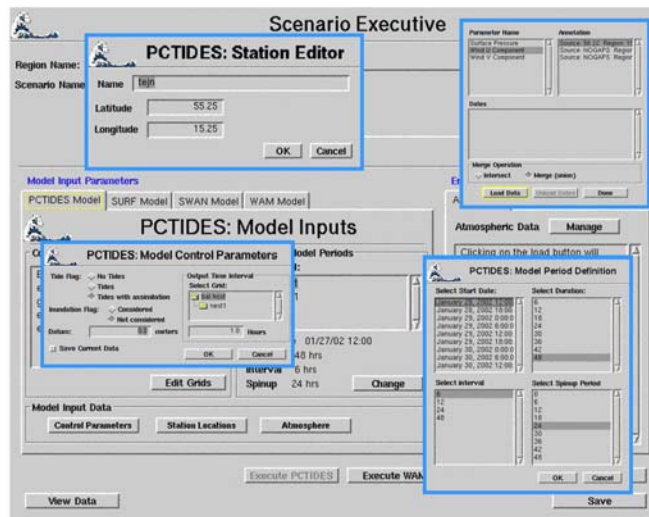 Scenario Executive
Region Name:
Scenario Name
PCTIDES: Station Editor
Name tejn
Latitude 55.25
Longitude 15.25
OK Cancel
Parameter Name
Surface Pressure
Wind U Component
Wind V Component
Annotation
Source: NOGAPS Region
Source: NOGAPS Region
Dates
Merge Operation
Intersect Merge (union)
Load Data Unload Dates Done
Model Input Parameters
PCTIDES Model SURF Model SWAN Model WAM Model
PCTIDES: Model Inputs
Model Periods
PCTIDES: Model Control Parameters
Tide Flag: No Tides
Tides
Tides with assimilation
Inundation Flag: Considered
Not considered
Datum: 0.0 meters
Save Current Data
Output Time Interval
Select Grid:
nest1
1.0 Hours
OK Cancel
01/27/02 12:00
48 hrs
Interval 6 hrs
Spinup 24 hrs
Edit Grids
Change
Model Input Data
Control Parameters Station Locations Atmosphere
Atmospheric Data Manage
Clicking on the load button will
PCTIDES: Model Period Definition
Select Start Date:
January 28, 2002 12:00
January 28, 2002 18:00
January 29, 2002 0:00:0
January 29, 2002 6:00:0
January 29, 2002 12:00
January 29, 2002 18:00
January 30, 2002 0:00:0
January 30, 2002 6:00:0
January 30, 2002 12:00
Select Duration:
6
12
18
24
30
36
42
48
Select Interval
6
12
24
48
Select Spinup Period
0
6
12
18
24
30
36
42
48
OK Cancel
Execute PCTIDES Execute WAM
View Data
Save